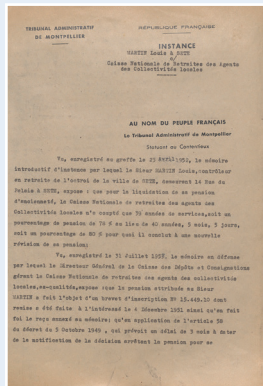 TRIBUNAL ADMINISTRATIF
DE MONTPELLIER
RÉPUBLIQUE FRANÇAISE
INSTANCE
MARTIN Louis à SETE
c/
Caisse Nationale de Retraites des Agents
des Collectivités locales
AU NOM DU PEUPLE FRANÇAIS
Le Tribunal Administratif de Montpellier
Statuant au Contentieux
Vu, enregistré au greffe le 25 Avril 1952, le mémoire
introductif d'instance par lequel le Sieur MARTIN Louis, contrôleur
en retraite de l'octroi de la ville de SETE, demeurant 14 Rue du
Palais à SETE, expose : que pour la liquidation de sa pension
d'ancienneté, la Caisse Nationale de retraites des agents des
Collectivités locales n'a compté que 39 années de services, soit un
pourcentage de pension de 78 % au lieu de 40 années, 3 mois, 5 jours,
soit un pourcentage de 80 % pour quoi il conclut à une nouvelle
révision de sa pension;
Vu, enregistré le 31 Juillet 1952, le mémoire en défense
par lequel le Directeur Général de la Caisse des Dépôts et Consignations
gérant la Caisse Nationale de retraites des agents des collectivités
locales, ès-qualités, expose : que la pension attribuée au Sieur
MARTIN a fait l'objet d'un brevet d'inscription N° 15.449.10 dont
remise a été faite à l'intéressé le 4 Décembre 1951 ainsi qu'en fait
foi le reçu annexé au mémoire; qu'en application de l'article 58
du décret du 5 Octobre 1949, qui prévoit un délai de 3 mois à dater
de la notification de la décision arrêtant la pension pour se